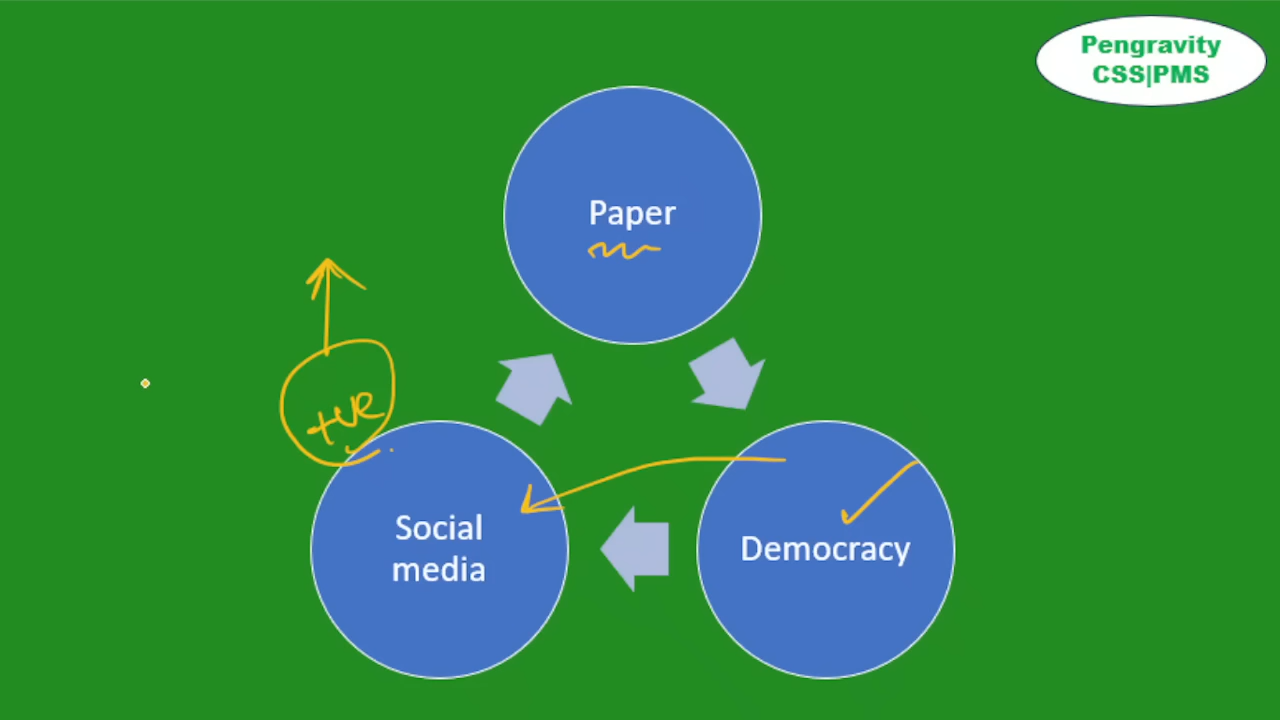 Pengravity
CSS|PMS
Paper
+ve
Social
media
Democracy